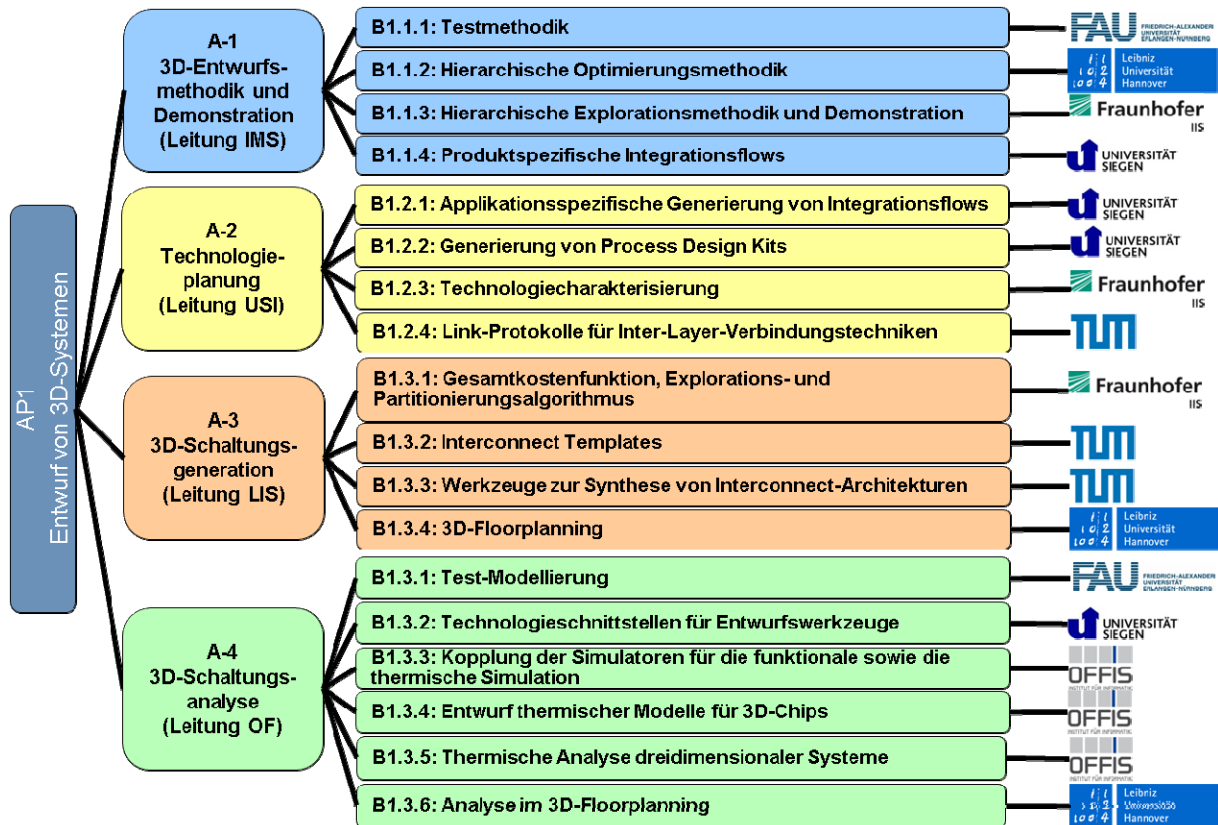 AP1
Entwurf von 3D-Systemen
A-1
3D-Entwurfs-
methodik und
Demonstration
(Leitung IMS)
B1.1.1: Testmethodik
FAU
FRIEDRICH-ALEXANDER
UNIVERSITÄT
ERLANGEN-NÜRNBERG
B1.1.2: Hierarchische Optimierungsmethodik
Leibniz
Universität
Hannover
B1.1.3: Hierarchische Explorationsmethodik und Demonstration
Fraunhofer
IIS
B1.1.4: Produktspezifische Integrationsflows
UNIVERSITÄT
SIEGEN
A-2
Technologie-
planung
(Leitung USI)
B1.2.1: Applikationsspezifische Generierung von Integrationsflows
UNIVERSITÄT
SIEGEN
B1.2.2: Generierung von Process Design Kits
UNIVERSITÄT
SIEGEN
B1.2.3: Technologiecharakterisierung
Fraunhofer
IIS
B1.2.4: Link-Protokolle für Inter-Layer-Verbindungstechniken
TUM
A-3
3D-Schaltungs-
generation
(Leitung LIS)
B1.3.1: Gesamtkostenfunktion, Explorations- und
Partitionierungsalgorithmus
Fraunhofer
IIS
B1.3.2: Interconnect Templates
TUM
B1.3.3: Werkzeuge zur Synthese von Interconnect-Architekturen
TUM
B1.3.4: 3D-Floorplanning
Leibniz
Universität
Hannover
A-4
3D-Schaltungs-
analyse
(Leitung OF)
B1.3.1: Test-Modellierung
FAU
FRIEDRICH-ALEXANDER
UNIVERSITÄT
ERLANGEN-NÜRNBERG
B1.3.2: Technologieschnittstellen für Entwurfswerkzeuge
UNIVERSITÄT
SIEGEN
B1.3.3: Kopplung der Simulatoren für die funktionale sowie die
thermische Simulation
OFFIS
INSTITUT FÜR INFORMATIK
B1.3.4: Entwurf thermischer Modelle für 3D-Chips
OFFIS
INSTITUT FÜR INFORMATIK
B1.3.5: Thermische Analyse dreidimensionaler Systeme
OFFIS
INSTITUT FÜR INFORMATIK
B1.3.6: Analyse im 3D-Floorplanning
Leibniz
Universität
Hannover